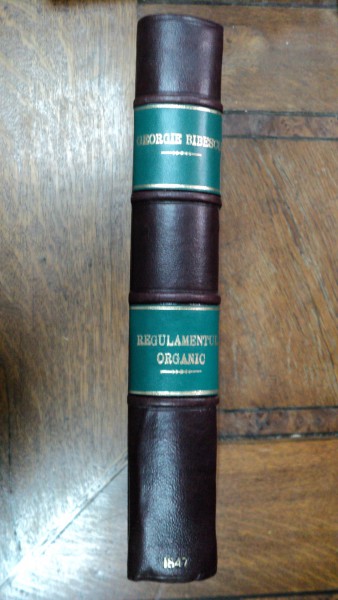 GEORGIE BIBESCU
REGULAMENTUL
ORGANIC
1847